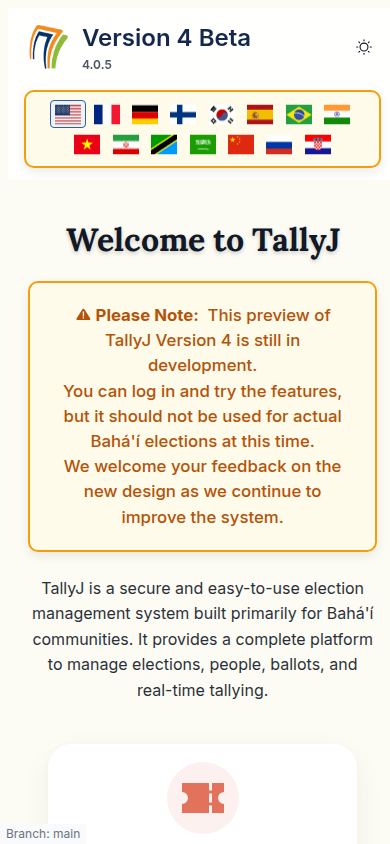 Version 4 Beta
4.0.5
Welcome to TallyJ
Please Note: This preview of
TallyJ Version 4 is still in
development.
You can log in and try the features,
but it should not be used for actual
Bahá'í elections at this time.
We welcome your feedback on the
new design as we continue to
improve the system.
TallyJ is a secure and easy-to-use election
management system built primarily for Bahá'í
communities. It provides a complete platform
to manage elections, people, ballots, and
real-time tallying.
Branch: main